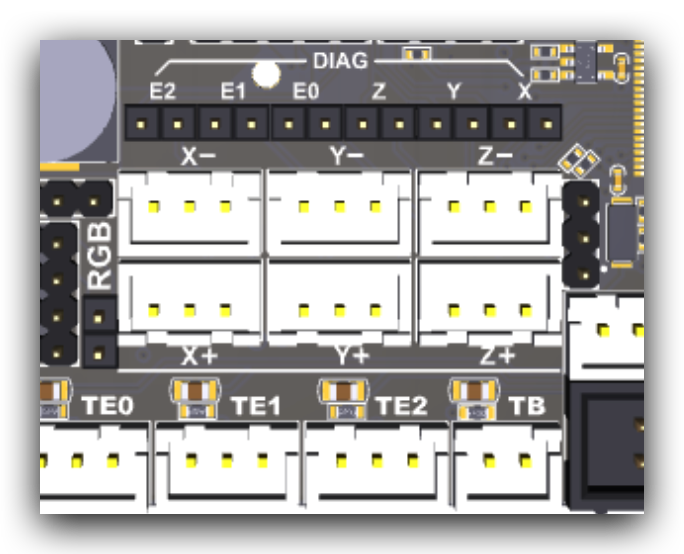 DIAG
E2 E1 E0 Z Y X
X− Y− Z−
RGB
X+ Y+ Z+
TE0 TE1 TE2 TB